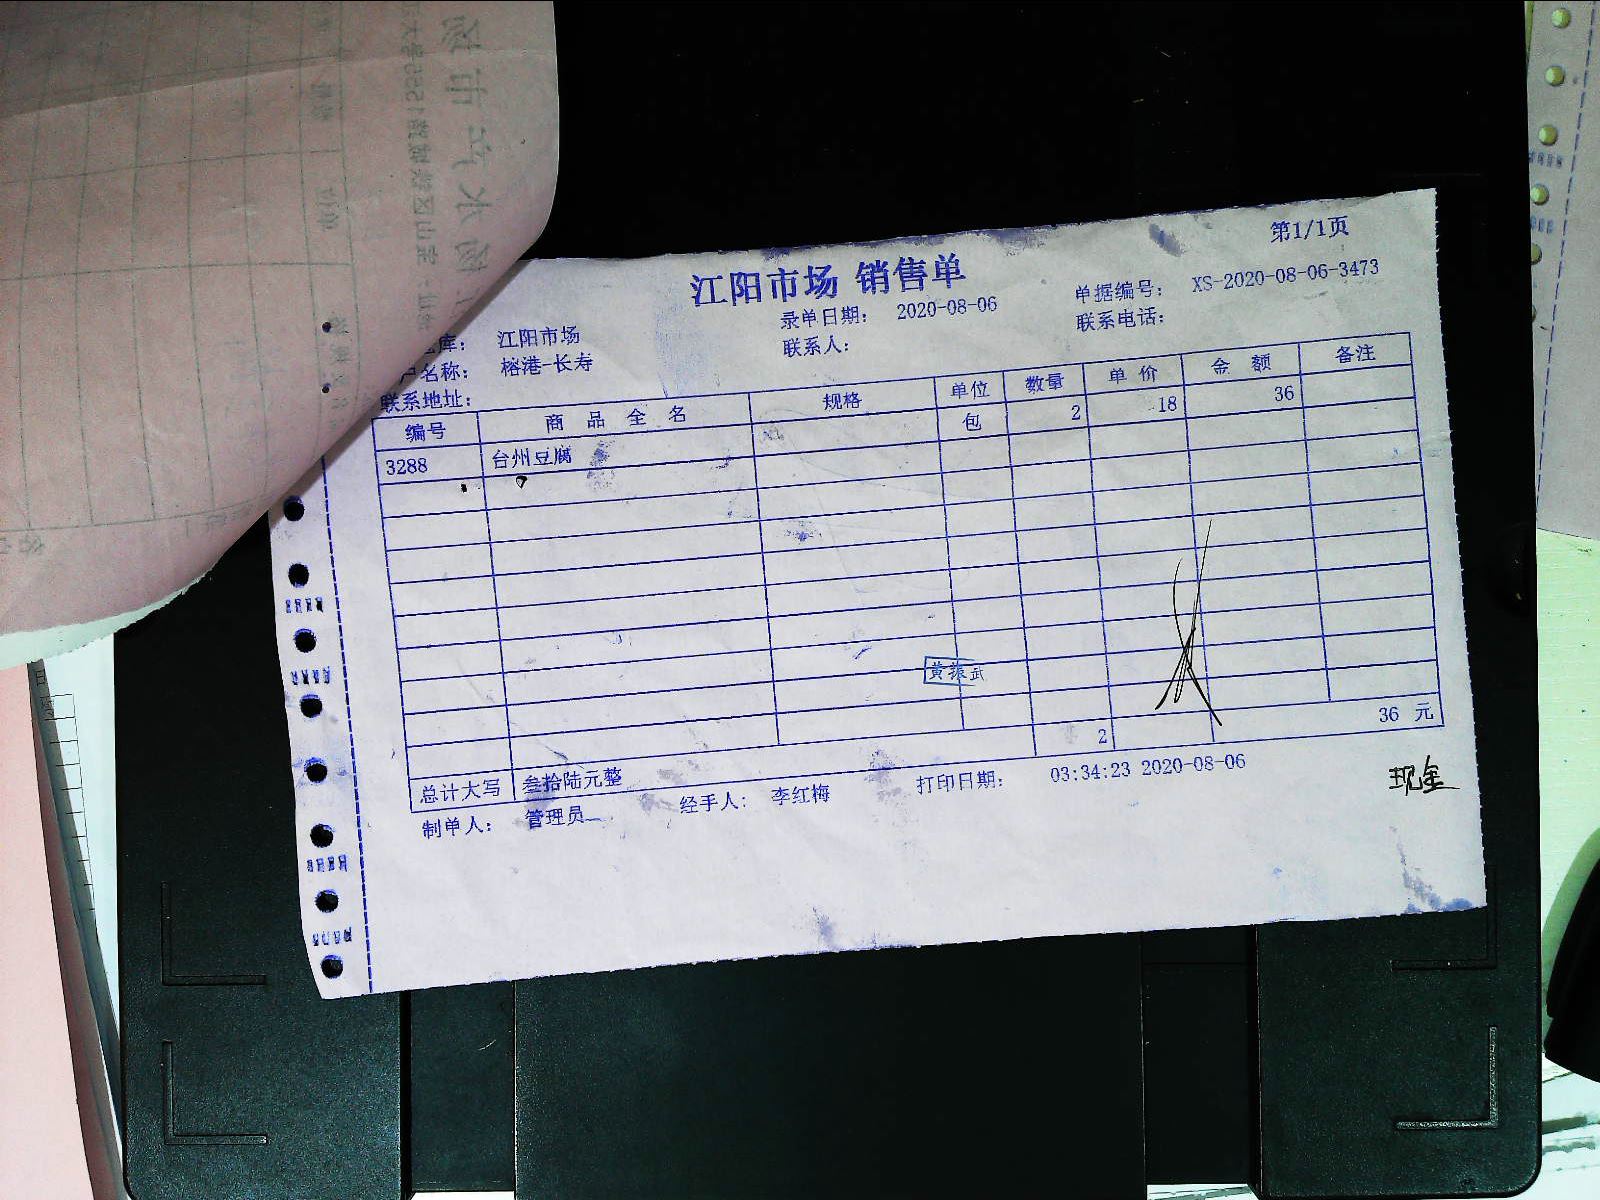 第1/1页
江阳市场 销售单
库： 江阳市场 录单日期： 2020-08-06 单据编号： XS-2020-08-06-3473
户名称： 榕港-长寿 联系人： 联系电话：
联系地址：
编号 商品全名 规格 单位 数量 单价 金额 备注
3288 台州豆腐 包 2 18 36
黄振武
2 36 元
总计大写 叁拾陆元整
制单人： 管理员 经手人： 李红梅 打印日期： 03:34:23 2020-08-06
现金